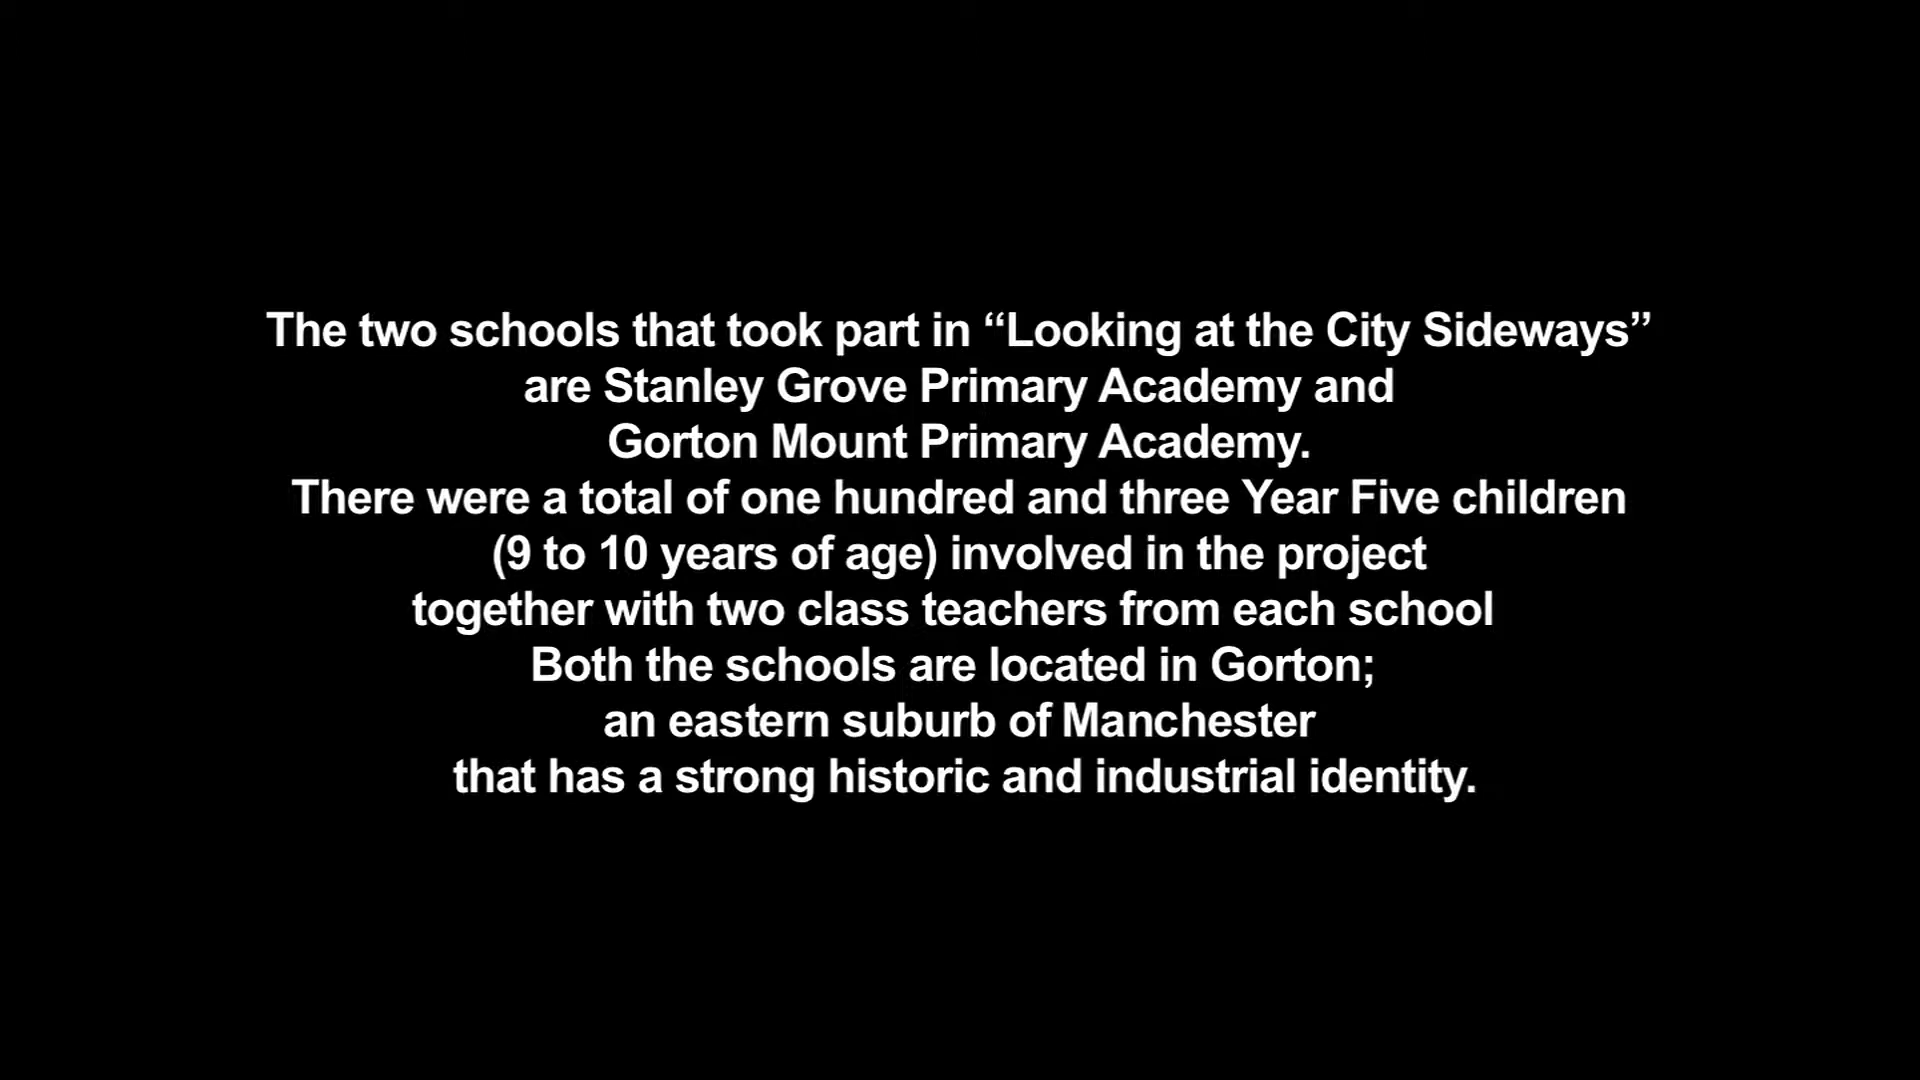 The two schools that took part in “Looking at the City Sideways”
are Stanley Grove Primary Academy and
Gorton Mount Primary Academy.
There were a total of one hundred and three Year Five children
(9 to 10 years of age) involved in the project
together with two class teachers from each school
Both the schools are located in Gorton;
an eastern suburb of Manchester
that has a strong historic and industrial identity.